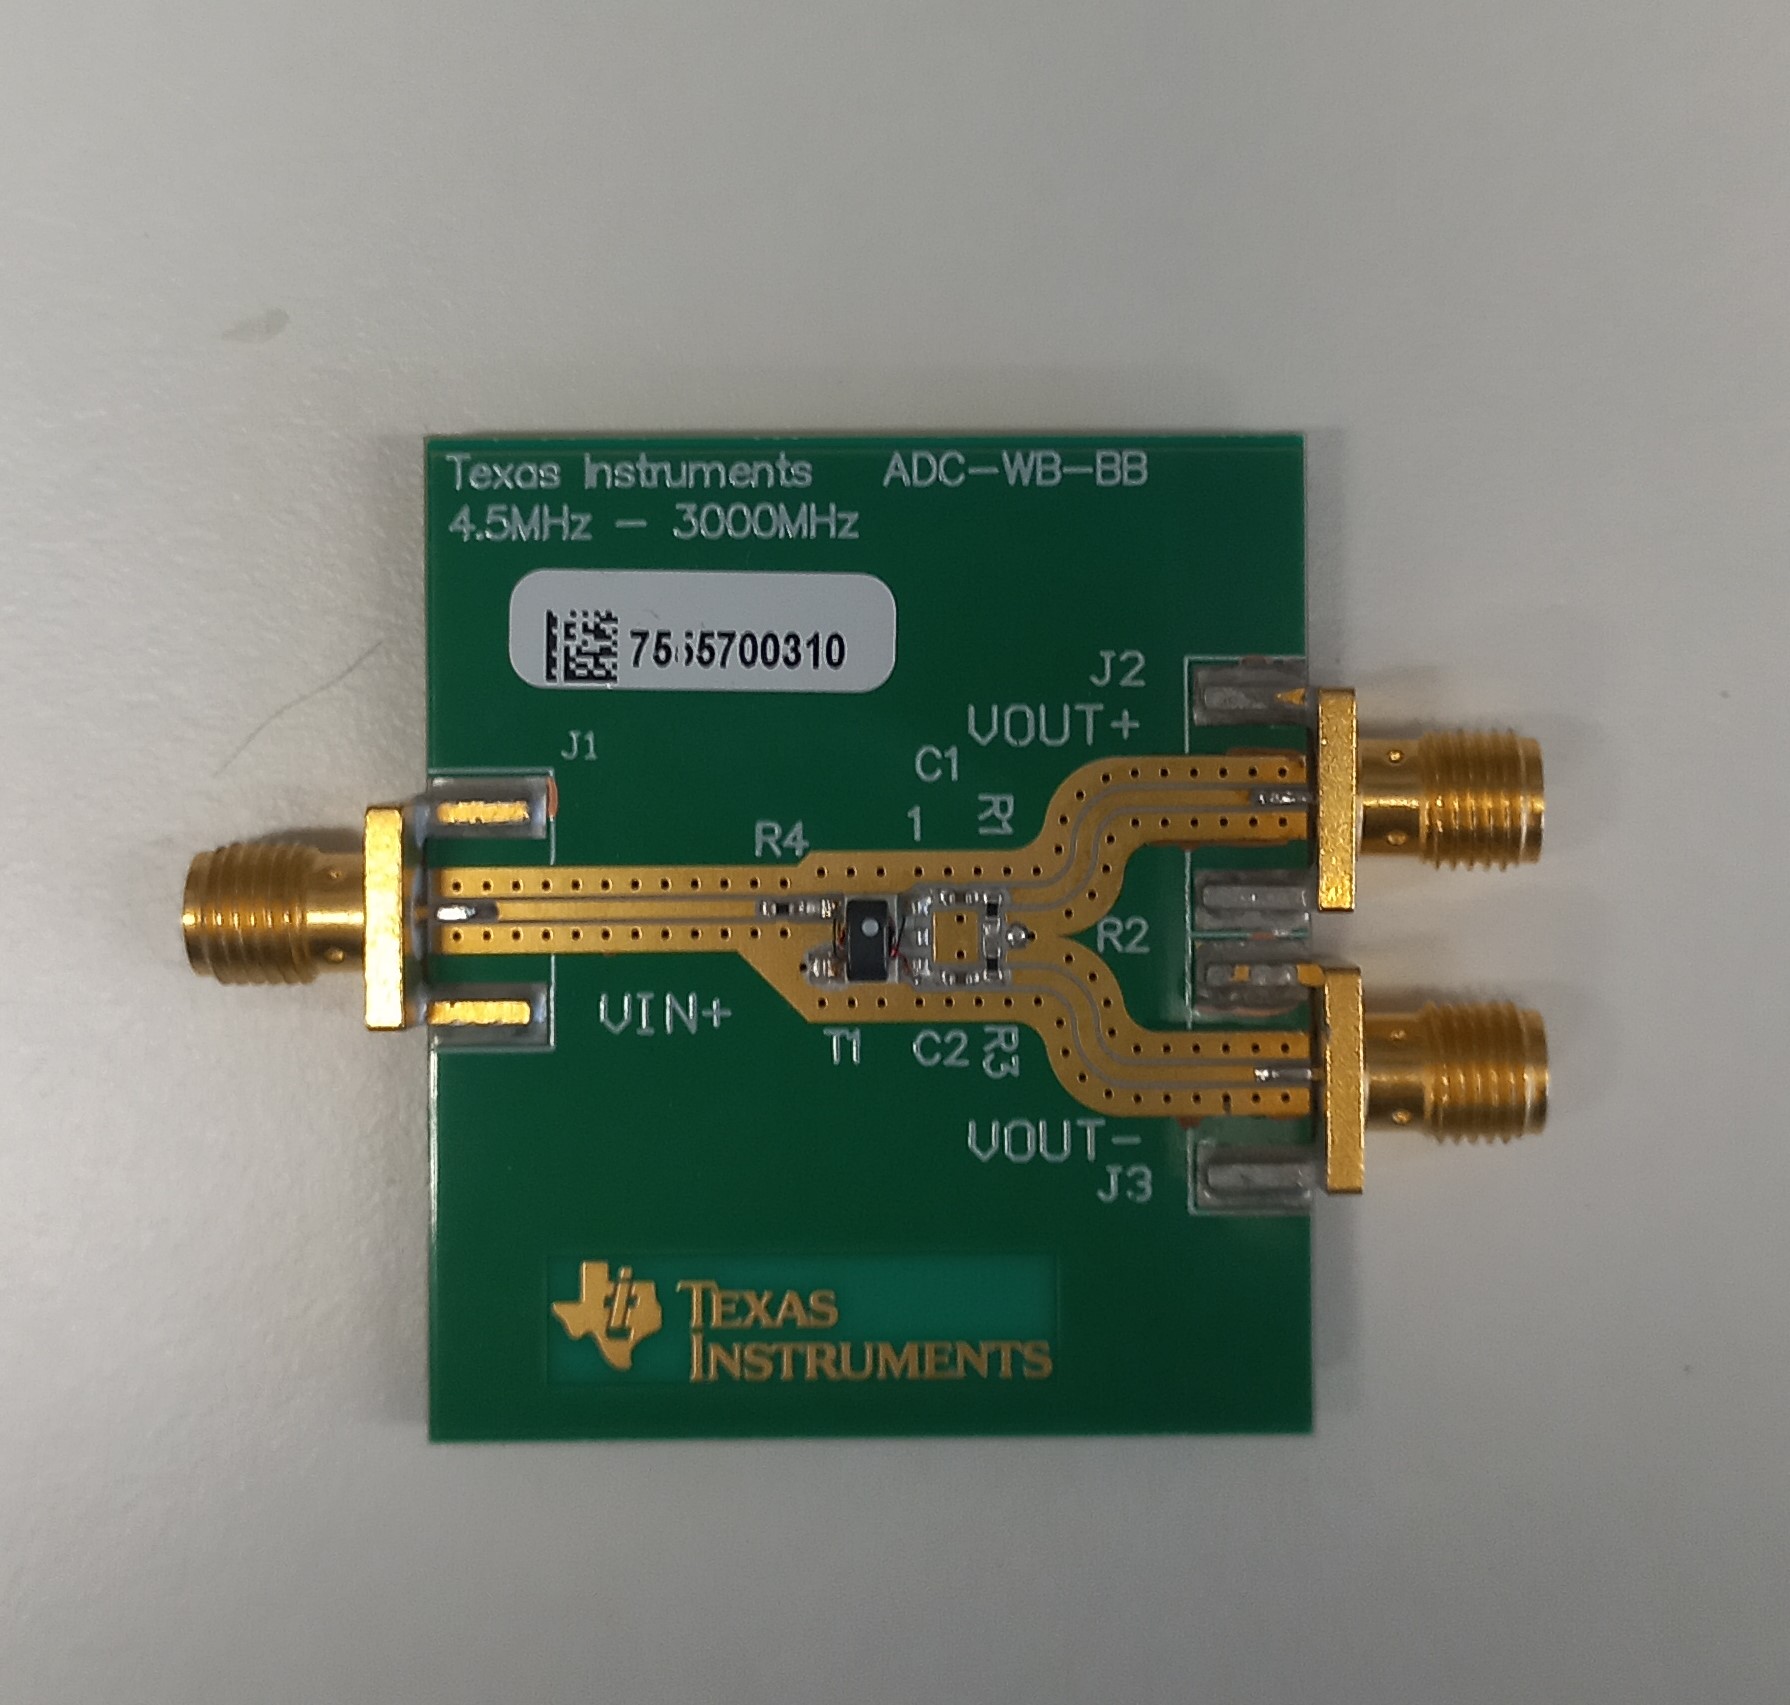 Texas Instruments ADC-WB-BB
4.5MHz - 3000MHz
J2
VOUT+
J1
C1
R1
1
R4
R2
VIN+
T1
C2
R3
VOUT-
J3
TEXAS
INSTRUMENTS